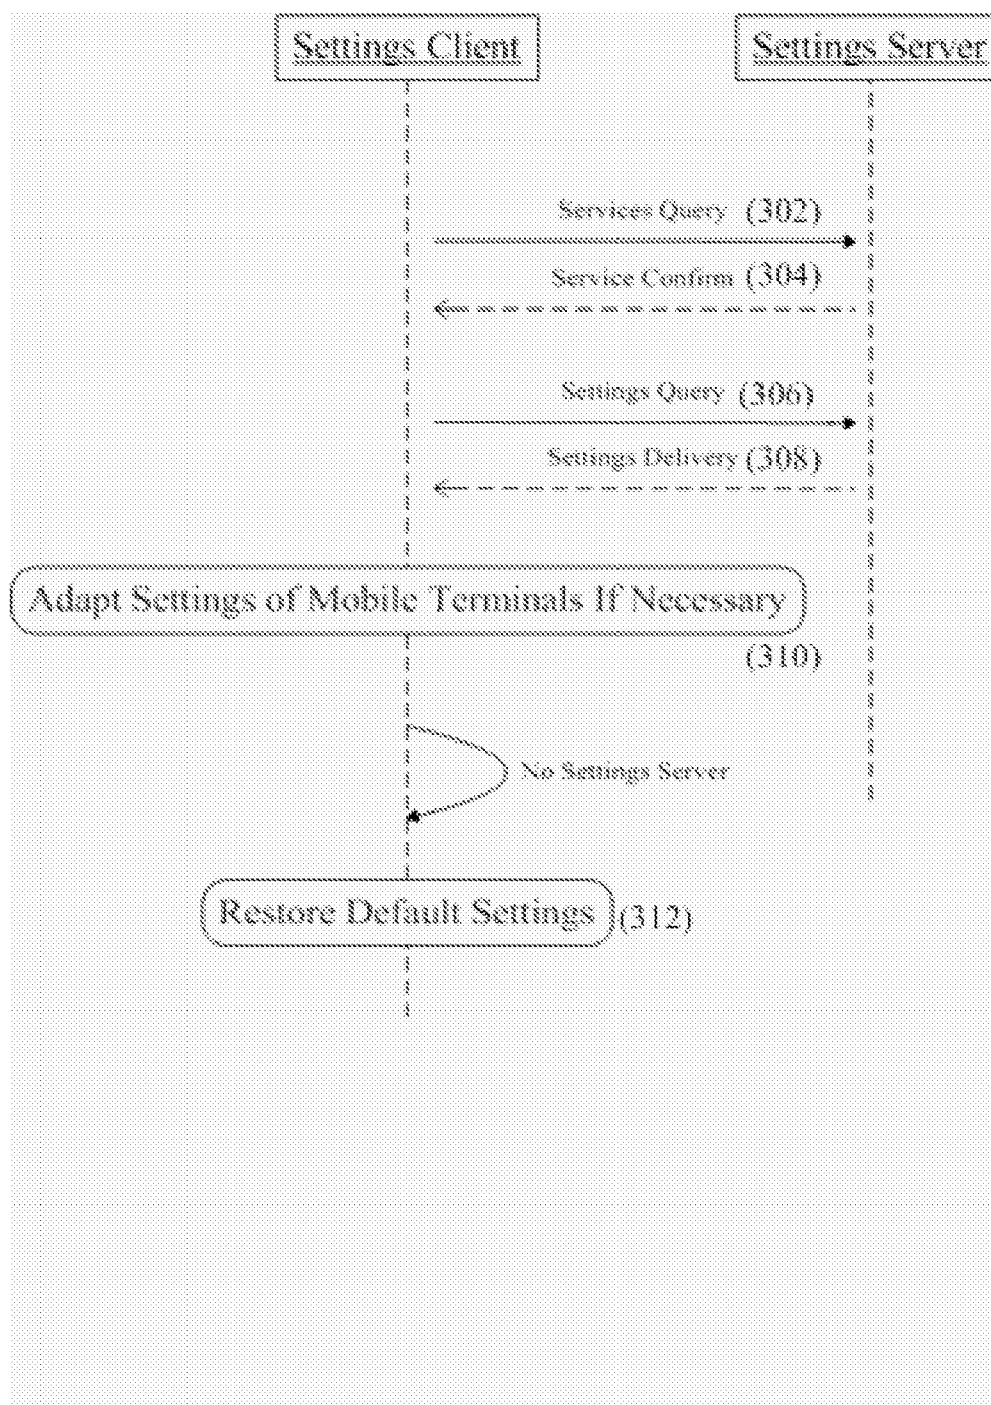 Settings Client
Settings Server
Services Query (302)
Service Confirm (304)
Settings Query (306)
Settings Delivery (308)
Adapt Settings of Mobile Terminals If Necessary
(310)
No Settings Server
Restore Default Settings (312)